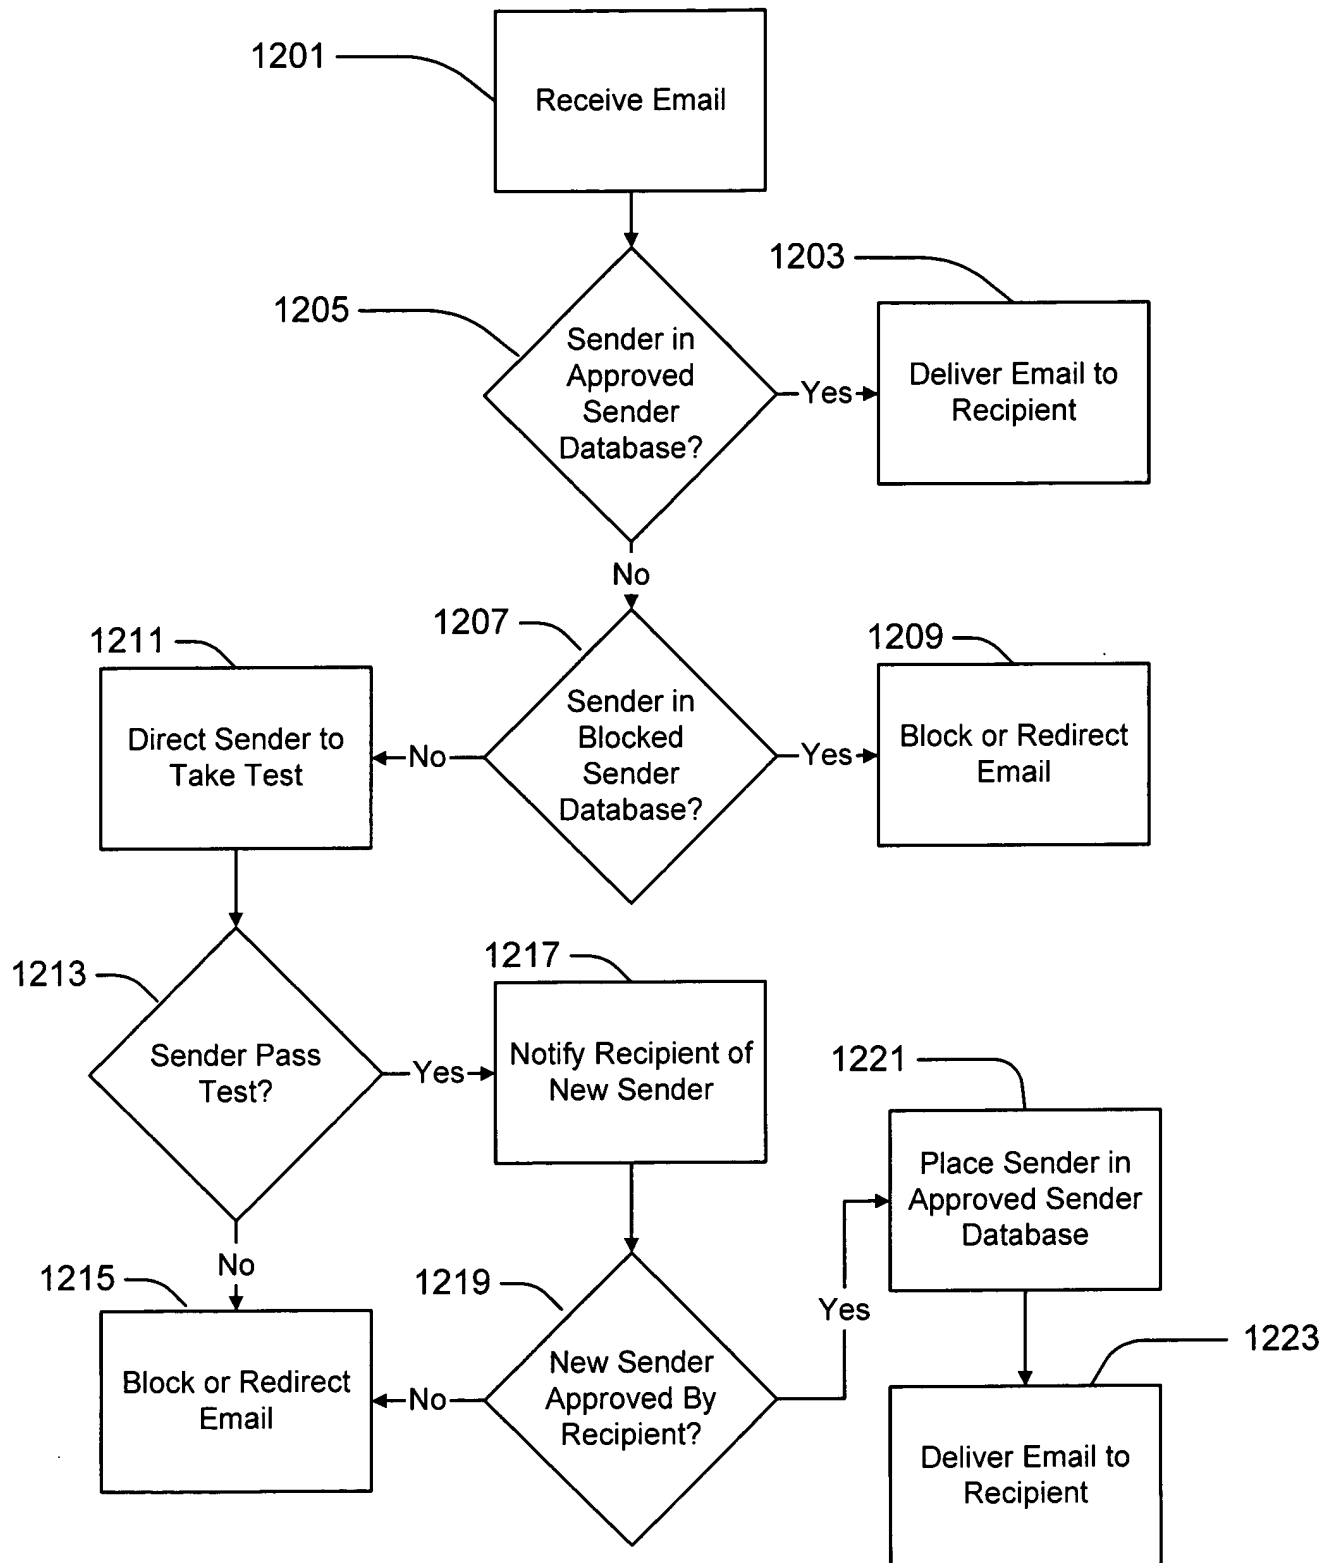 1201
Receive Email
1203
1205
Sender in
Approved
Sender
Database?
Yes
Deliver Email to
Recipient
No
1207
1211
1209
Direct Sender to
Take Test
No
Sender in
Blocked
Sender
Database?
Yes
Block or Redirect
Email
1213
1217
Sender Pass
Test?
Yes
Notify Recipient of
New Sender
1221
Place Sender in
Approved Sender
Database
No
1215
1219
Yes
1223
Block or Redirect
Email
No
New Sender
Approved By
Recipient?
Deliver Email to
Recipient